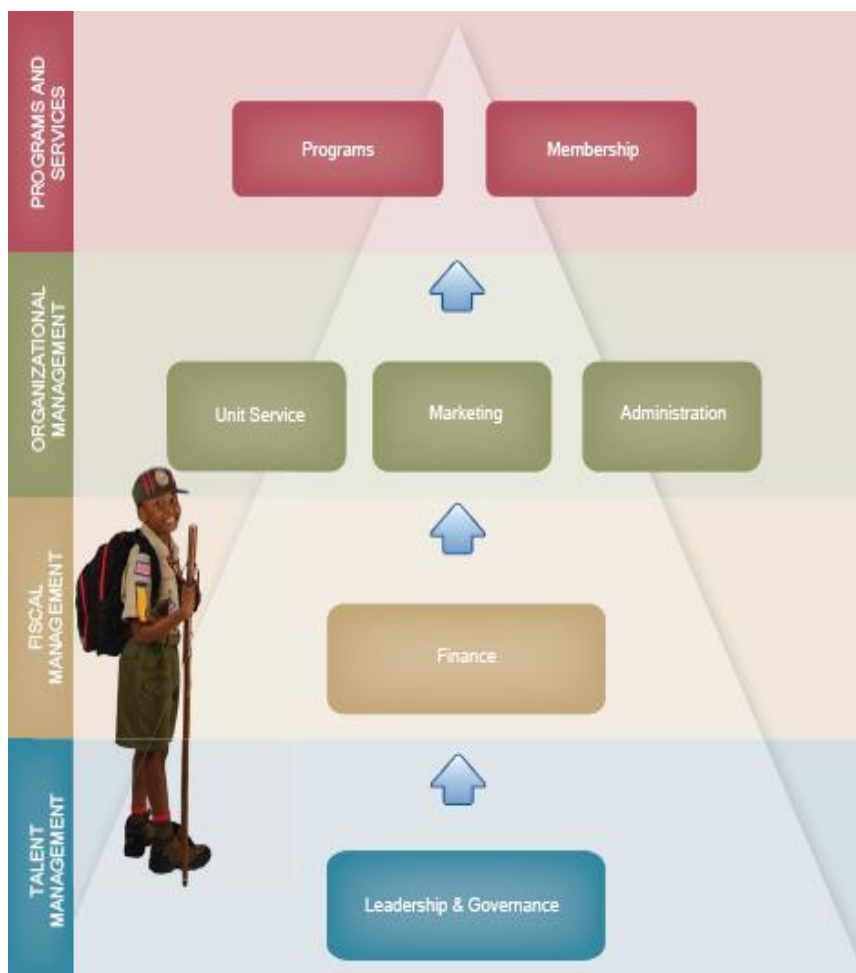 PROGRAMS AND
SERVICES
Programs
Membership
ORGANIZATIONAL
MANAGEMENT
Unit Service
Marketing
Administration
FISCAL
MANAGEMENT
Finance
TALENT
MANAGEMENT
Leadership & Governance